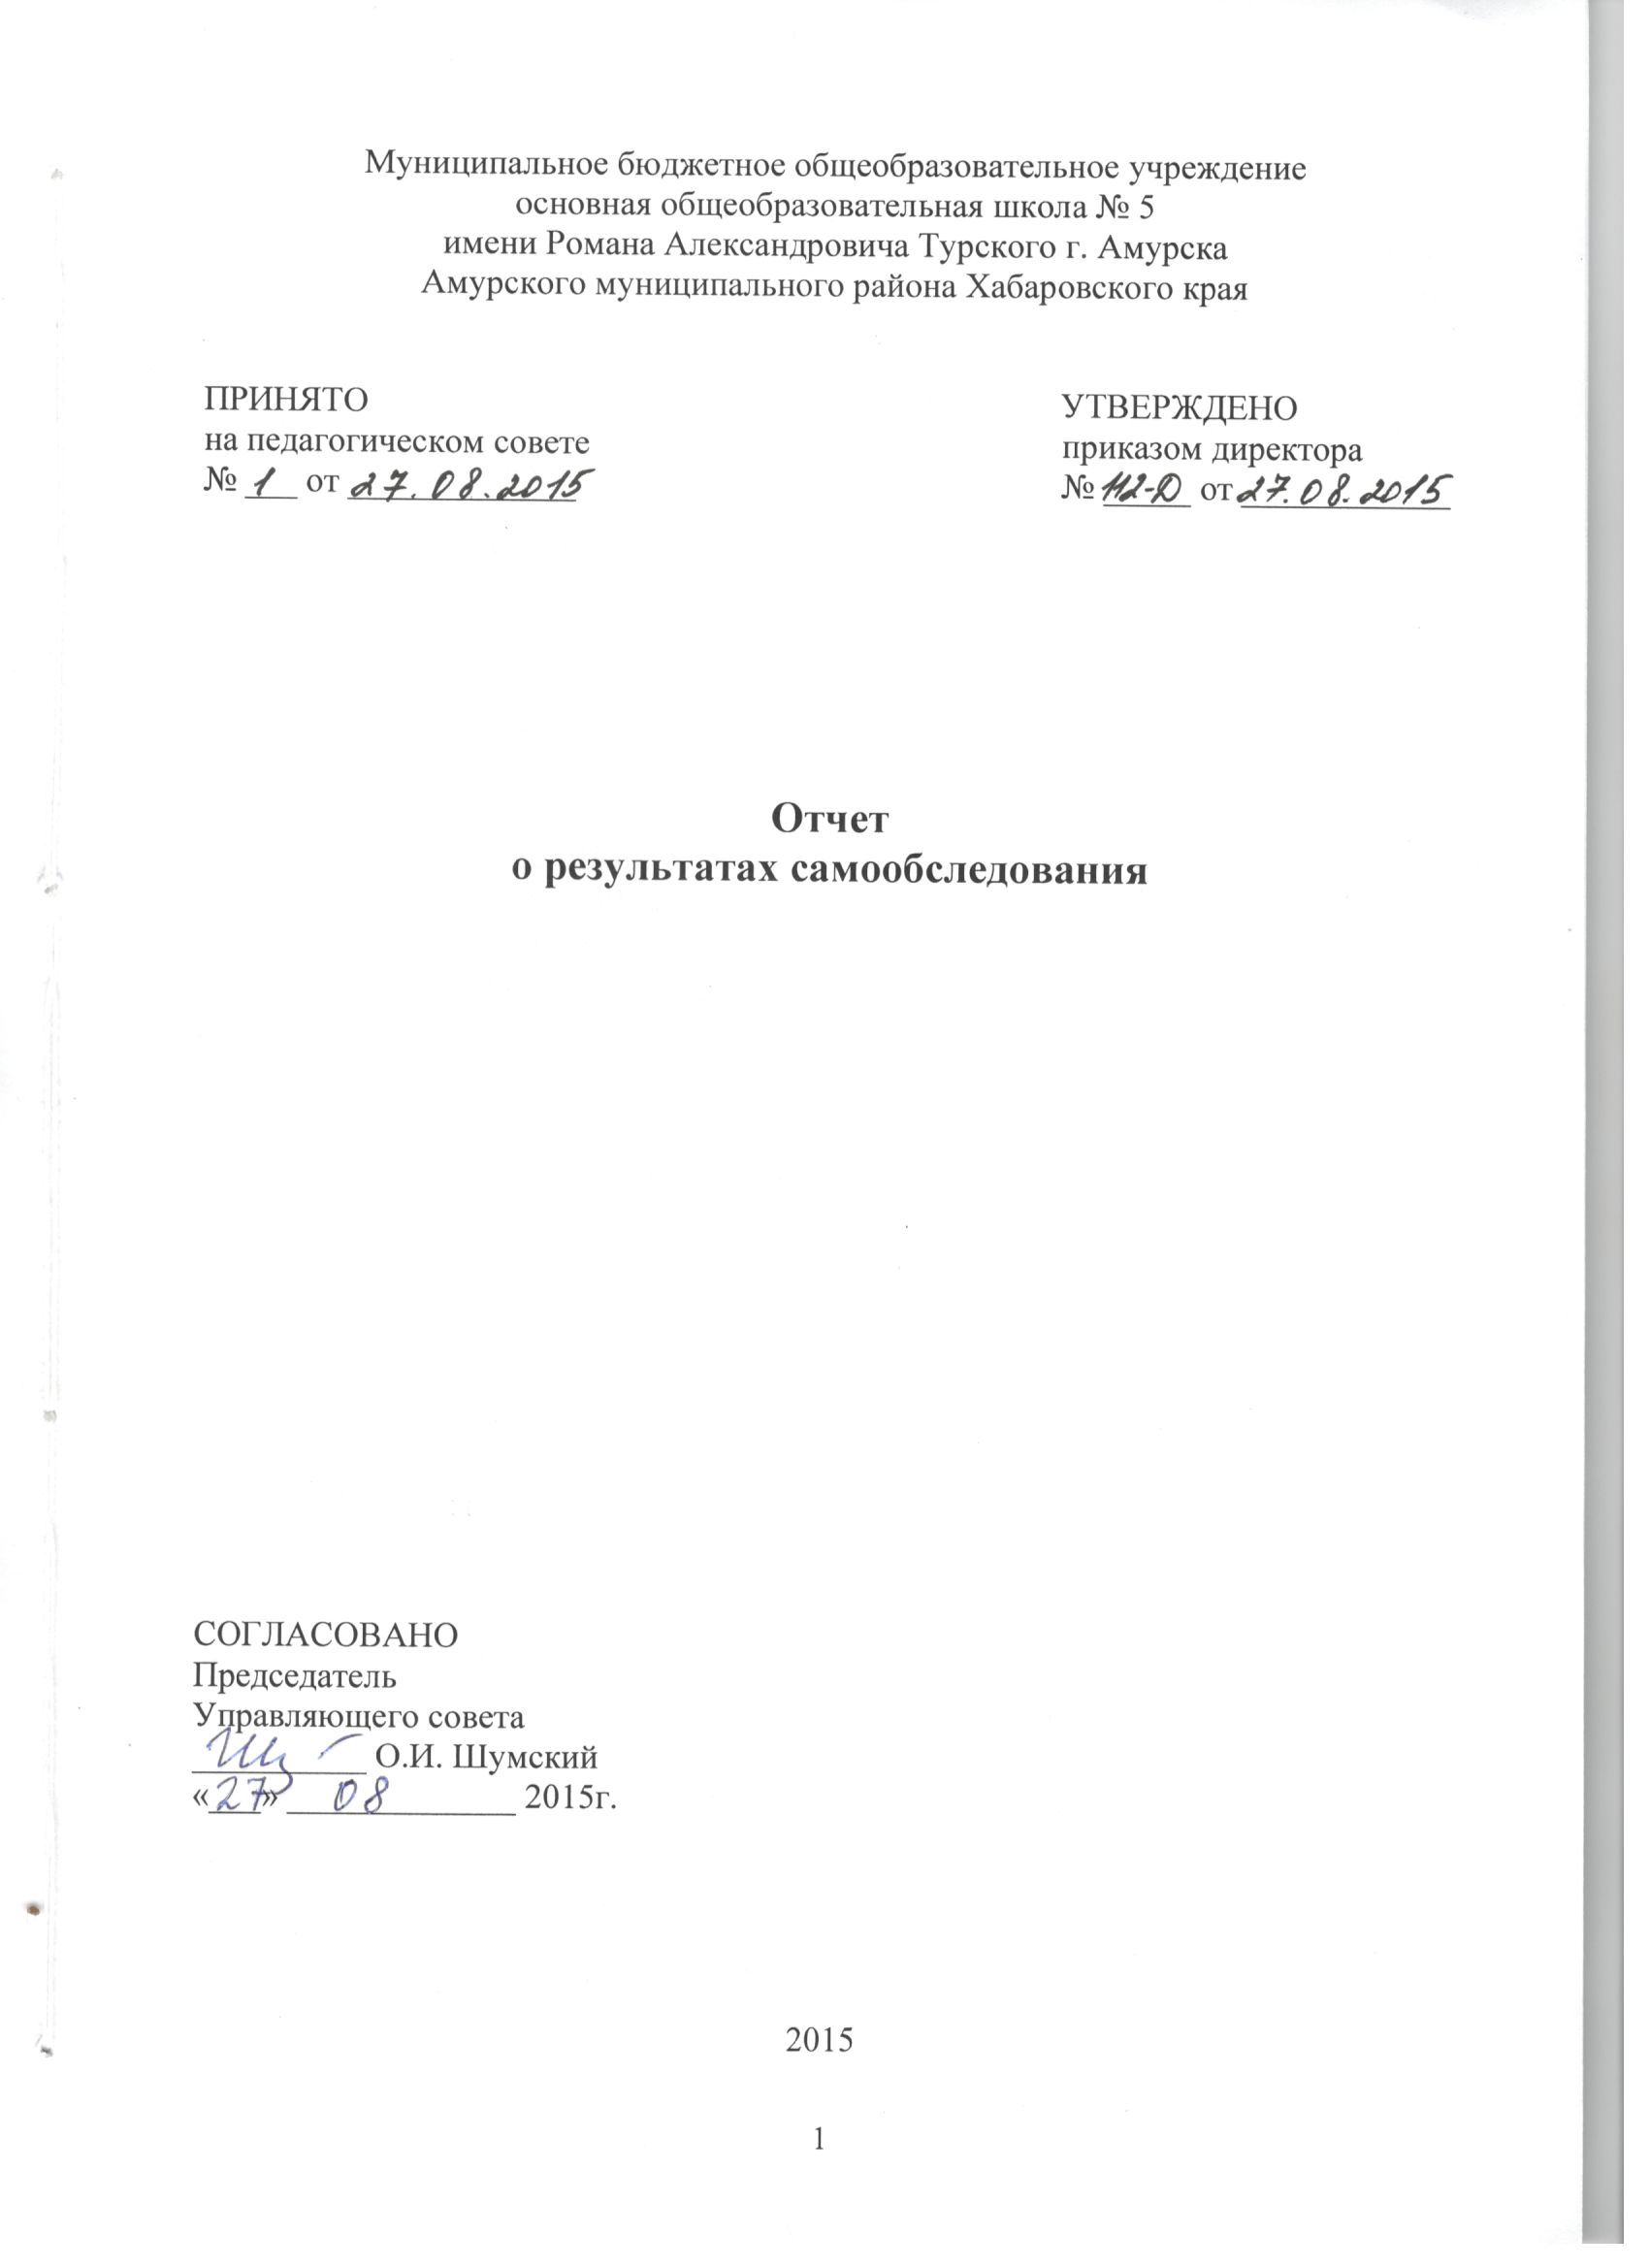 Муниципальное бюджетное общеобразовательное учреждение
основная общеобразовательная школа № 5
имени Романа Александровича Турского г. Амурска
Амурского муниципального района Хабаровского края
ПРИНЯТО
на педагогическом совете
№ 1 от 27.08.2015
УТВЕРЖДЕНО
приказом директора
№ 112-Д от 27.08.2015
Отчет
о результатах самообследования
СОГЛАСОВАНО
Председатель
Управляющего совета
О.И. Шумский
«27» 08 2015г.
2015
1